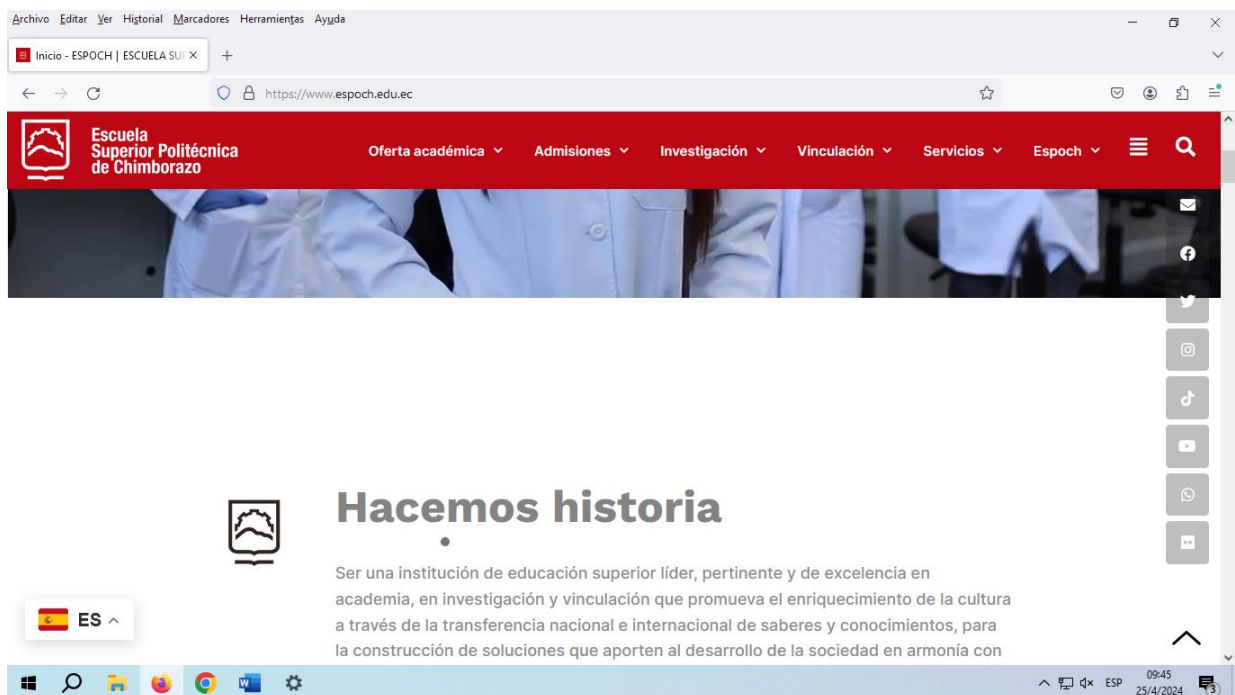 Archivo Editar Ver Historial Marcadores Herramientas Ayuda
Inicio - ESPOCH | ESCUELA SUP
https://www.espoch.edu.ec
Escuela
Superior Politécnica
de Chimborazo
Oferta académica Admisiones Investigación Vinculación Servicios Espoch
Hacemos historia
Ser una institución de educación superior líder, pertinente y de excelencia en
academia, en investigación y vinculación que promueva el enriquecimiento de la cultura
a través de la transferencia nacional e internacional de saberes y conocimientos, para
la construcción de soluciones que aporten al desarrollo de la sociedad en armonía con
ES
ESP
09:45
25/4/2024